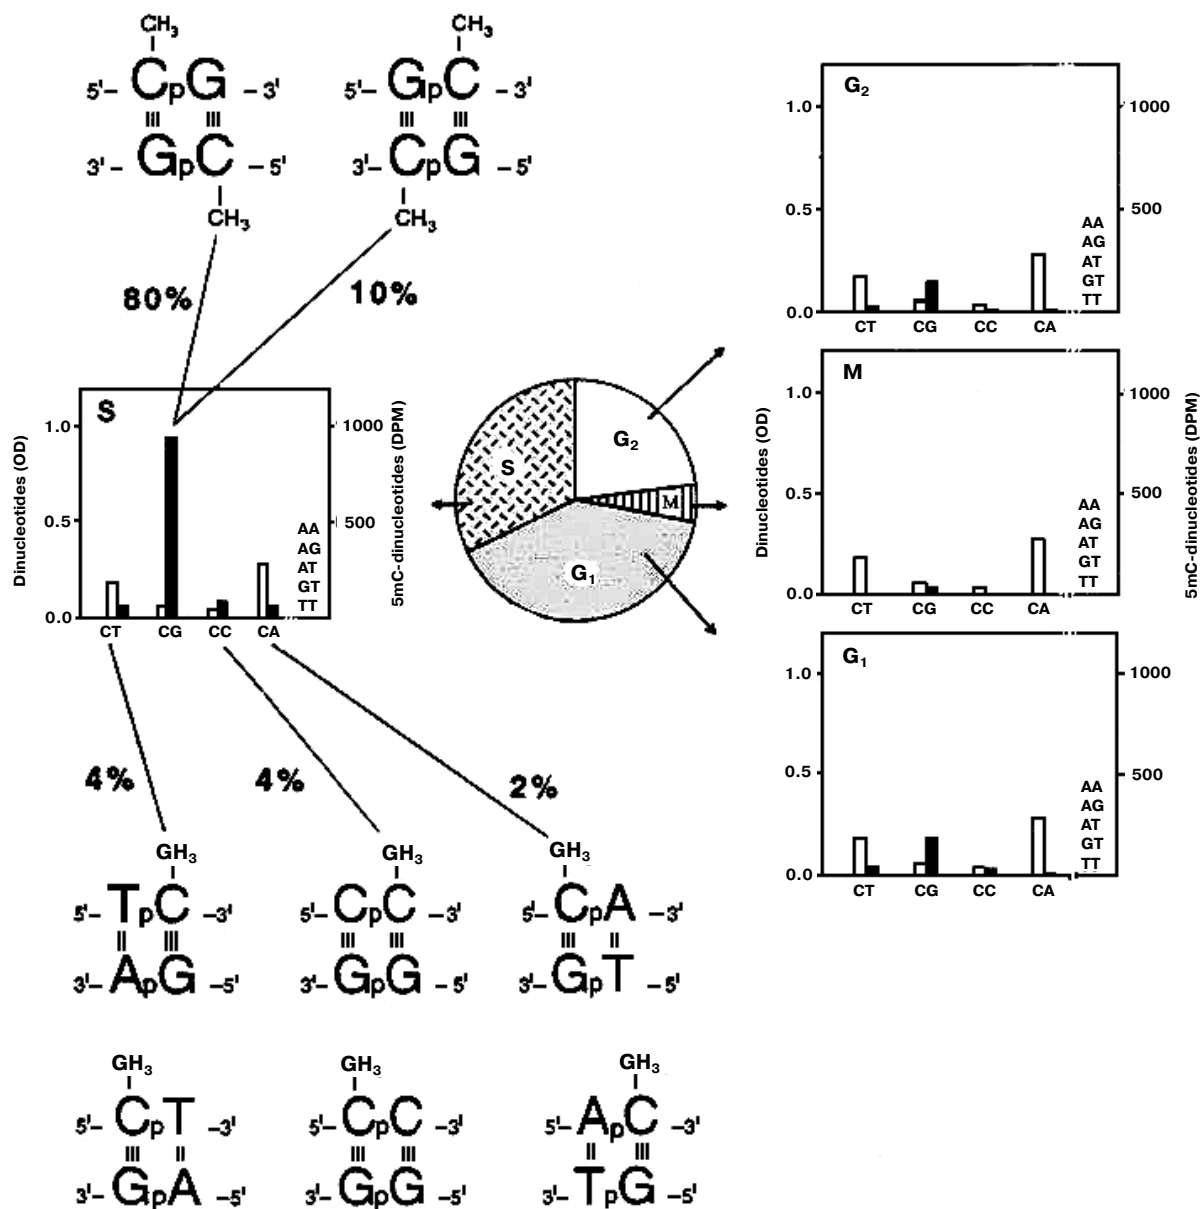 CH₃
5'– CpG –3'
3'– GpC –5'
CH₃
80%
CH₃
5'– GpC –3'
3'– CpG –5'
CH₃
10%
S
Dinucleotides (OD)
1.0
0.5
0.0
1000
500
5mC-dinucleotides (DPM)
AA
AG
AT
GT
TT
CT CG CC CA
S
G₂
M
G₁
G₂
1.0
0.5
0.0
1000
500
AA
AG
AT
GT
TT
CT CG CC CA
M
Dinucleotides (OD)
1.0
0.5
0.0
1000
500
5mC-dinucleotides (DPM)
AA
AG
AT
GT
TT
G₁
1.0
0.5
0.0
1000
500
AA
AG
AT
GT
TT
CT CG CC CA
4%
GH₃
5'– TpC –3'
3'– ApG –5'
4%
GH₃
5'– CpC –3'
3'– GpG –5'
2%
GH₃
5'– CpA –3'
3'– GpT –5'
GH₃
5'– CpT –3'
3'– GpA –5'
GH₃
5'– CpC –3'
3'– GpG –5'
GH₃
5'– ApC –3'
3'– TpG –5'